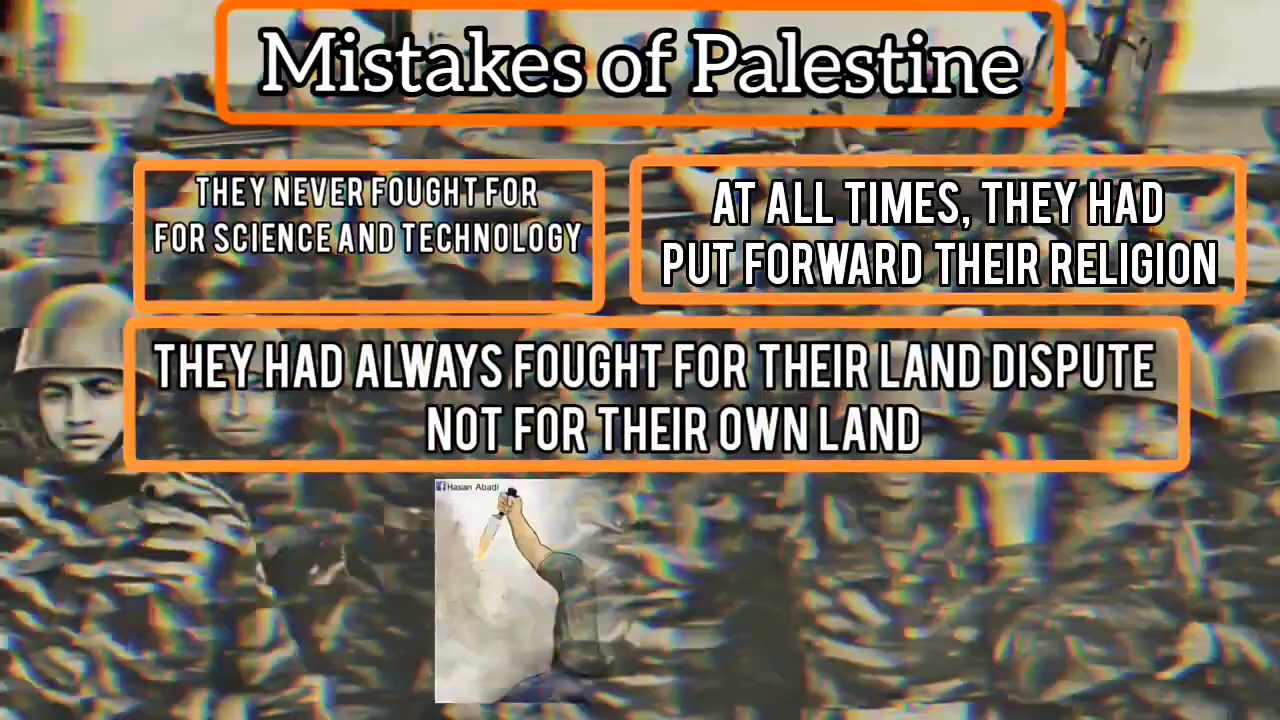 Mistakes of Palestine
THEY NEVER FOUGHT FOR
FOR SCIENCE AND TECHNOLOGY
AT ALL TIMES, THEY HAD
PUT FORWARD THEIR RELIGION
THEY HAD ALWAYS FOUGHT FOR THEIR LAND DISPUTE
NOT FOR THEIR OWN LAND
Hasan Abadi